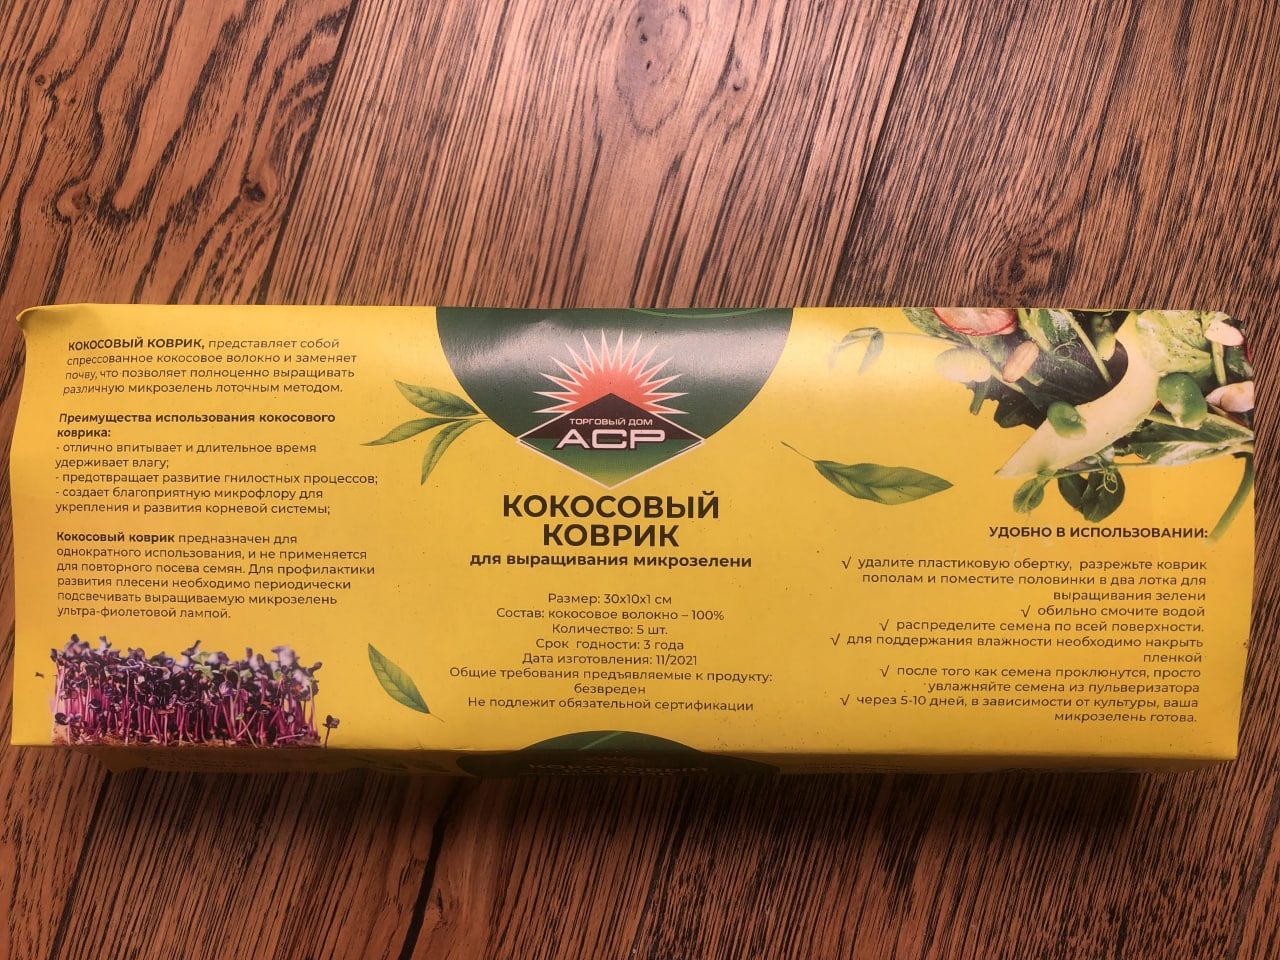 КОКОСОВЫЙ КОВРИК, представляет собой
спрессованное кокосовое волокно и заменяет
почву, что позволяет полноценно выращивать
различную микрозелень лоточным методом.
Преимущества использования кокосового
коврика:
- отлично впитывает и длительное время
удерживает влагу;
- предотвращает развитие гнилостных процессов;
- создает благоприятную микрофлору для
укрепления и развития корневой системы;
Кокосовый коврик предназначен для
однократного использования, и не применяется
для повторного посева семян. Для профилактики
развития плесени необходимо периодически
подсвечивать выращиваемую микрозелень
ультра-фиолетовой лампой.
ТОРГОВЫЙ ДОМ
АСР
КОКОСОВЫЙ
КОВРИК
для выращивания микрозелени
Размер: 30х10х1 см
Состав: кокосовое волокно – 100%
Количество: 5 шт.
Срок годности: 3 года
Дата изготовления: 11/2021
Общие требования предъявляемые к продукту:
безвреден
Не подлежит обязательной сертификации
УДОБНО В ИСПОЛЬЗОВАНИИ:
√ удалите пластиковую обертку, разрежьте коврик
пополам и поместите половинки в два лотка для
выращивания зелени
√ обильно смочите водой
√ распределите семена по всей поверхности.
√ для поддержания влажности необходимо накрыть
пленкой
√ после того как семена проклюнутся, просто
увлажняйте семена из пульверизатора
√ через 5-10 дней, в зависимости от культуры, ваша
микрозелень готова.
КОКОСОВЫЙ